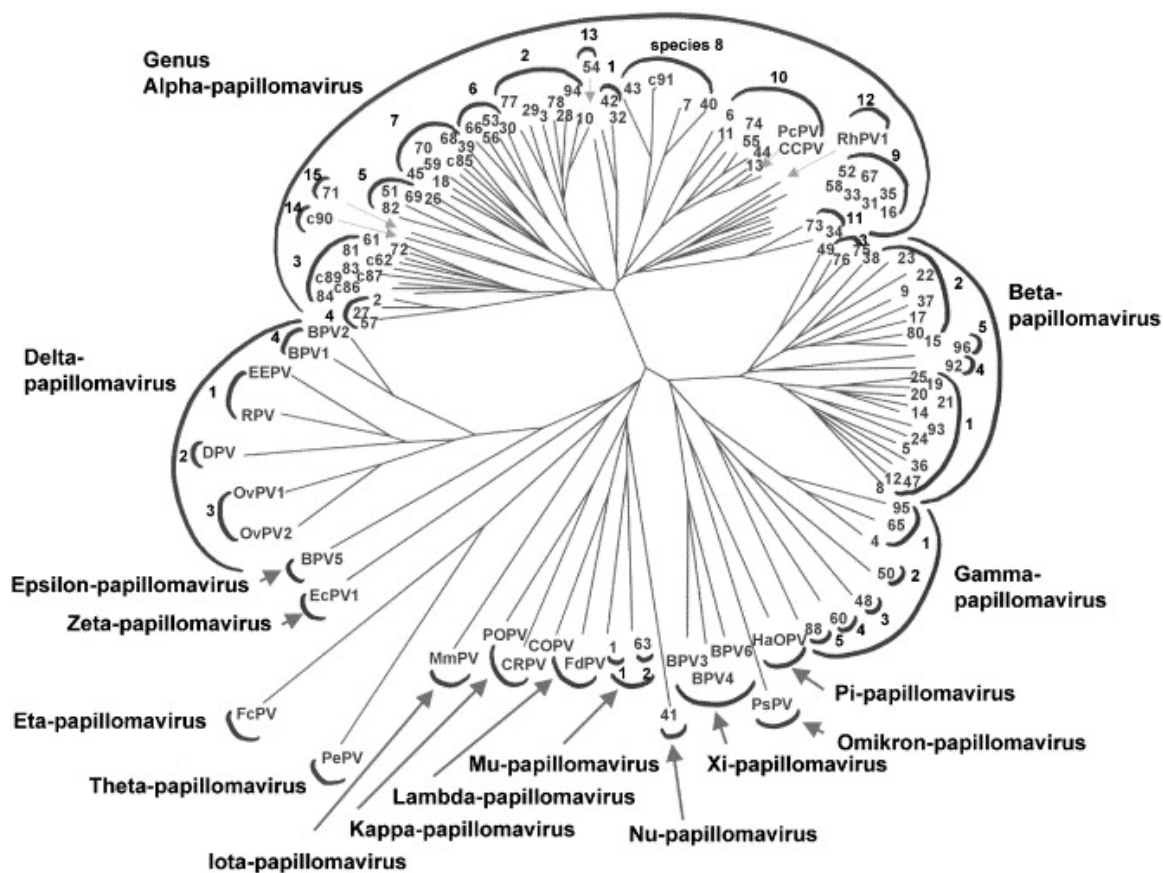 Genus
Alpha-papillomavirus
13
54
2
1
species 8
94
77
78
29
3
28
10
42
32
43
c91
7
40
10
6
74
11
55
44
13
PcPV
CCPV
12
RhPV1
9
52
67
58
33
35
31
16
11
73
34
6
53
66
30
56
7
68
70
39
c85
59
45
18
5
51
69
26
82
15
71
14
c90
3
61
81
72
c62
83
c89
c87
c86
84
4
2
27
57
Beta-
papillomavirus
3
49
75
76
38
2
23
22
9
37
17
80
15
5
96
4
92
1
25
19
20
21
14
93
24
5
36
12
47
8
Gamma-
papillomavirus
1
95
65
4
2
50
3
48
4
60
5
88
Delta-
papillomavirus
4
BPV2
BPV1
1
EEPV
RPV
2
DPV
3
OvPV1
OvPV2
BPV5
Epsilon-papillomavirus
EcPV1
Zeta-papillomavirus
FcPV
Eta-papillomavirus
PePV
Theta-papillomavirus
MmPV
Iota-papillomavirus
POPV
CRPV
Kappa-papillomavirus
COPV
FdPV
Lambda-papillomavirus
1
63
1
2
Mu-papillomavirus
41
Nu-papillomavirus
BPV3
BPV6
BPV4
Xi-papillomavirus
PsPV
Omikron-papillomavirus
HaOPV
Pi-papillomavirus